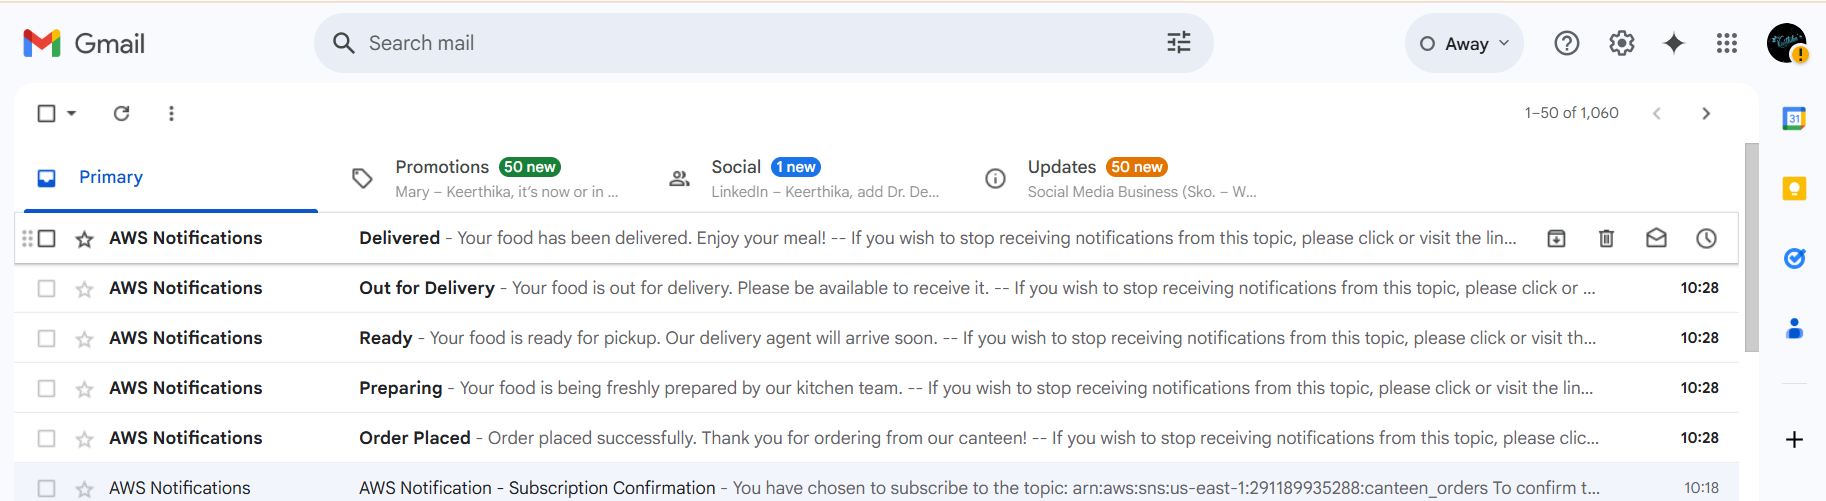 Gmail
Search mail
Away
1–50 of 1,060
Primary
Promotions 50 new
Mary – Keerthika, it's now or in ...
Social 1 new
LinkedIn – Keerthika, add Dr. De...
Updates 50 new
Social Media Business (Sko. – W...
31
AWS Notifications Delivered - Your food has been delivered. Enjoy your meal! -- If you wish to stop receiving notifications from this topic, please click or visit the lin...
AWS Notifications Out for Delivery - Your food is out for delivery. Please be available to receive it. -- If you wish to stop receiving notifications from this topic, please click or ... 10:28
AWS Notifications Ready - Your food is ready for pickup. Our delivery agent will arrive soon. -- If you wish to stop receiving notifications from this topic, please click or visit th... 10:28
AWS Notifications Preparing - Your food is being freshly prepared by our kitchen team. -- If you wish to stop receiving notifications from this topic, please click or visit the lin... 10:28
AWS Notifications Order Placed - Order placed successfully. Thank you for ordering from our canteen! -- If you wish to stop receiving notifications from this topic, please clic... 10:28
AWS Notifications AWS Notification - Subscription Confirmation - You have chosen to subscribe to the topic: arn:aws:sns:us-east-1:291189935288:canteen_orders To confirm t... 10:18